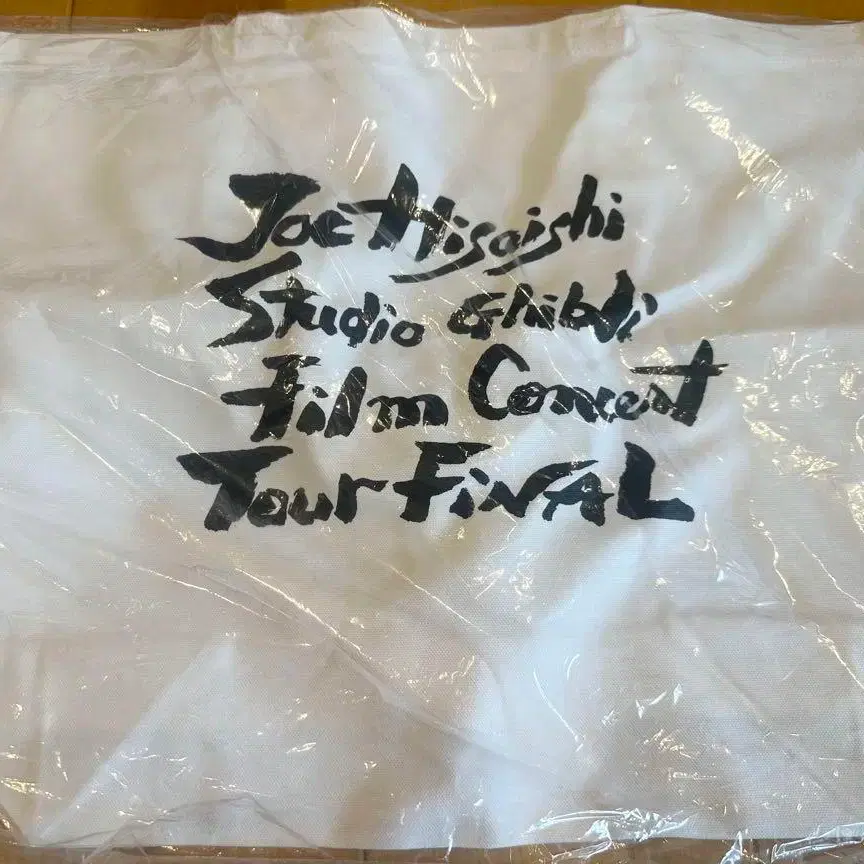 Joe Hisaishi
Studio Ghibli
Film Concert
Tour FiNAL